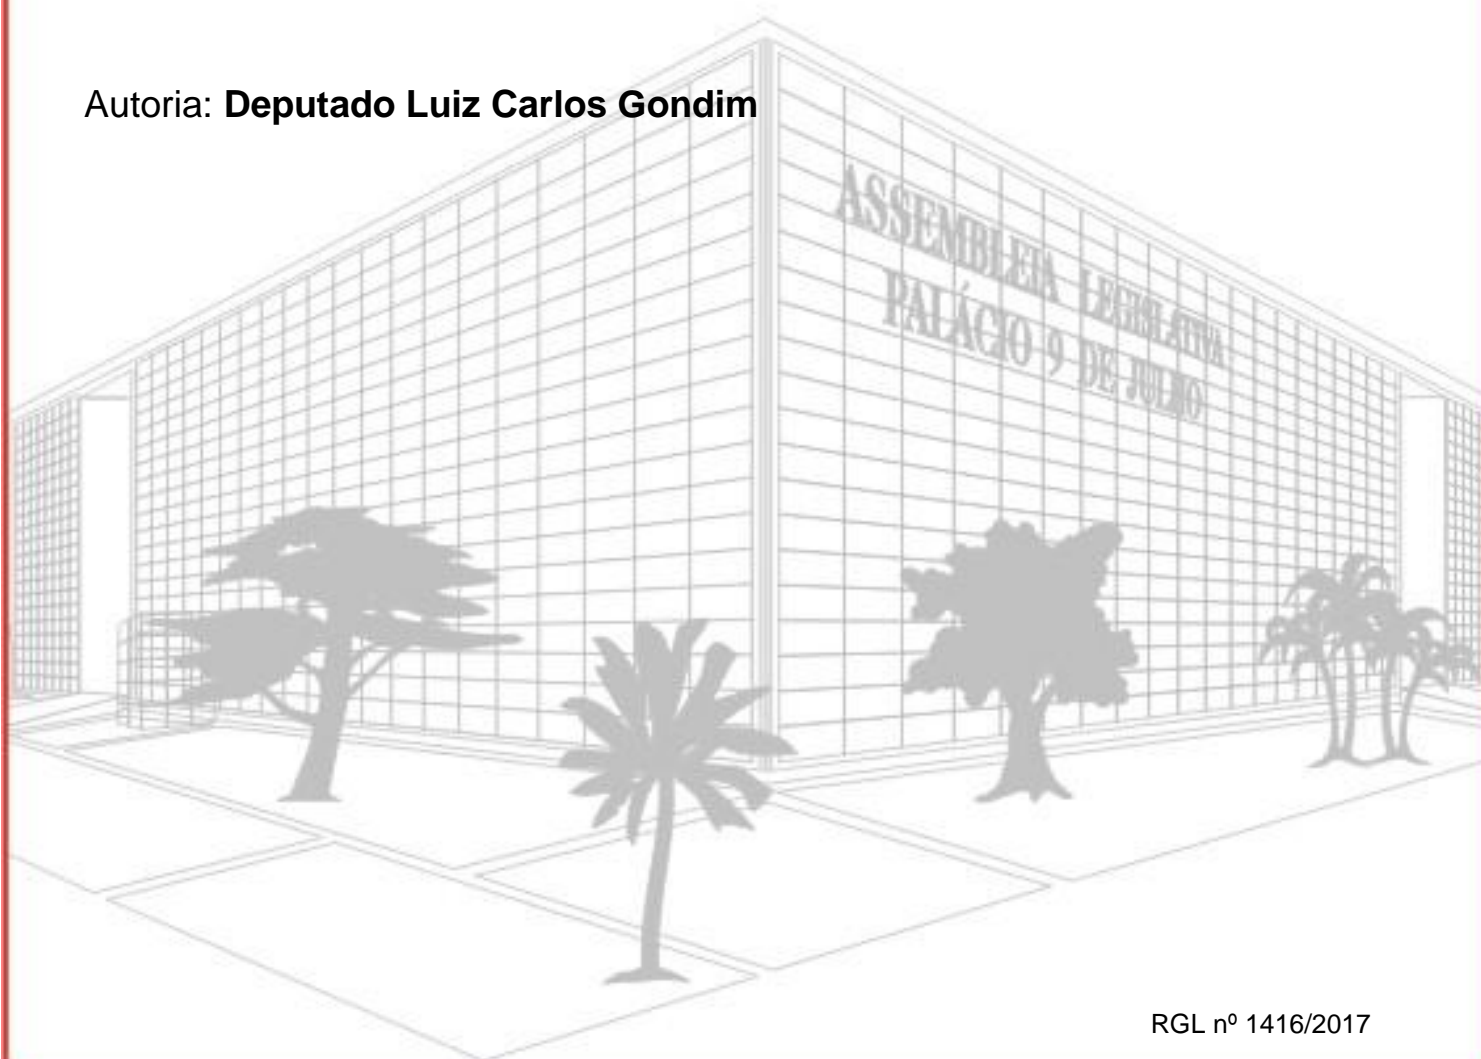 Autoria: Deputado Luiz Carlos Gondim
ASSEMBLEIA LEGISLATIVA
PALÁCIO 9 DE JULHO
RGL nº 1416/2017